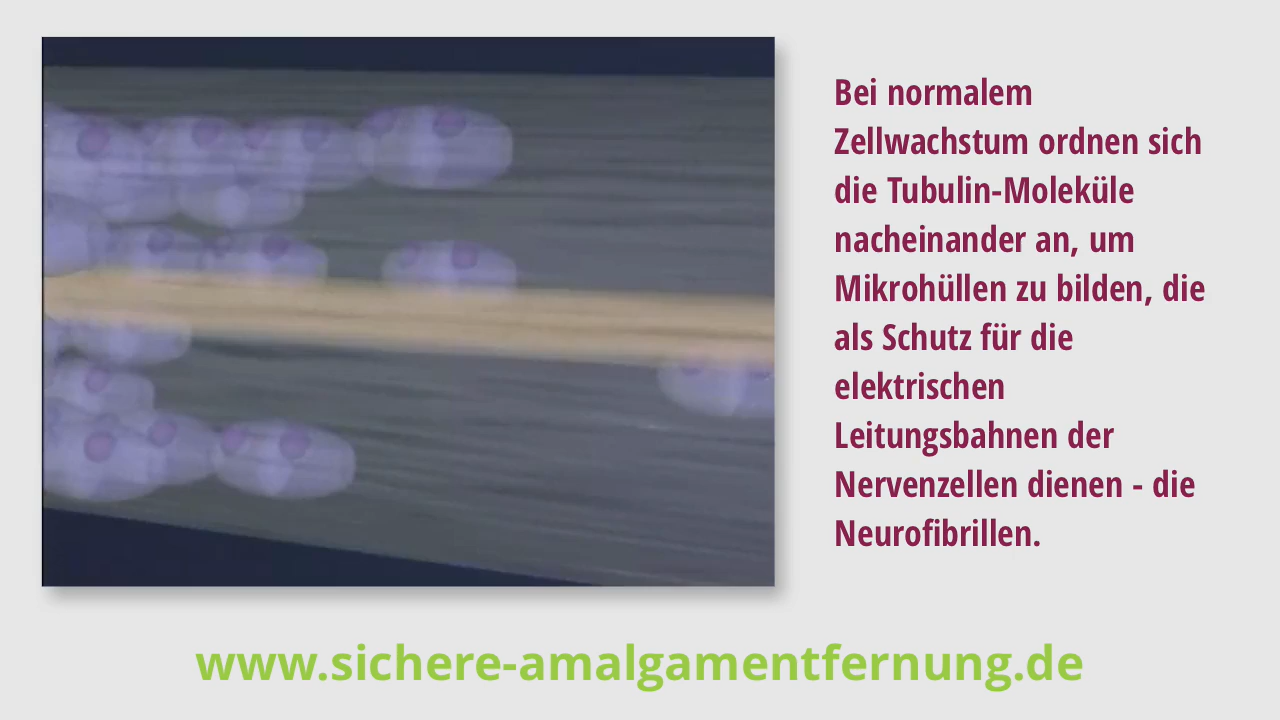 Bei normalem
Zellwachstum ordnen sich
die Tubulin-Moleküle
nacheinander an, um
Mikrohüllen zu bilden, die
als Schutz für die
elektrischen
Leitungsbahnen der
Nervenzellen dienen - die
Neurofibrillen.
www.sichere-amalgamentfernung.de